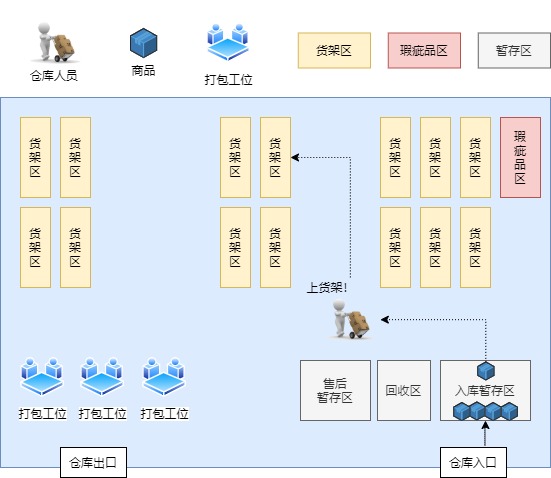 仓库人员
商品
打包工位
货架区
瑕疵品区
暂存区
货架区
货架区
货架区
货架区
货架区
货架区
货架区
瑕疵品区
货架区
货架区
货架区
货架区
货架区
货架区
货架区
上货架!
售后
暂存区
回收区
入库暂存区
打包工位
打包工位
打包工位
仓库出口
仓库入口